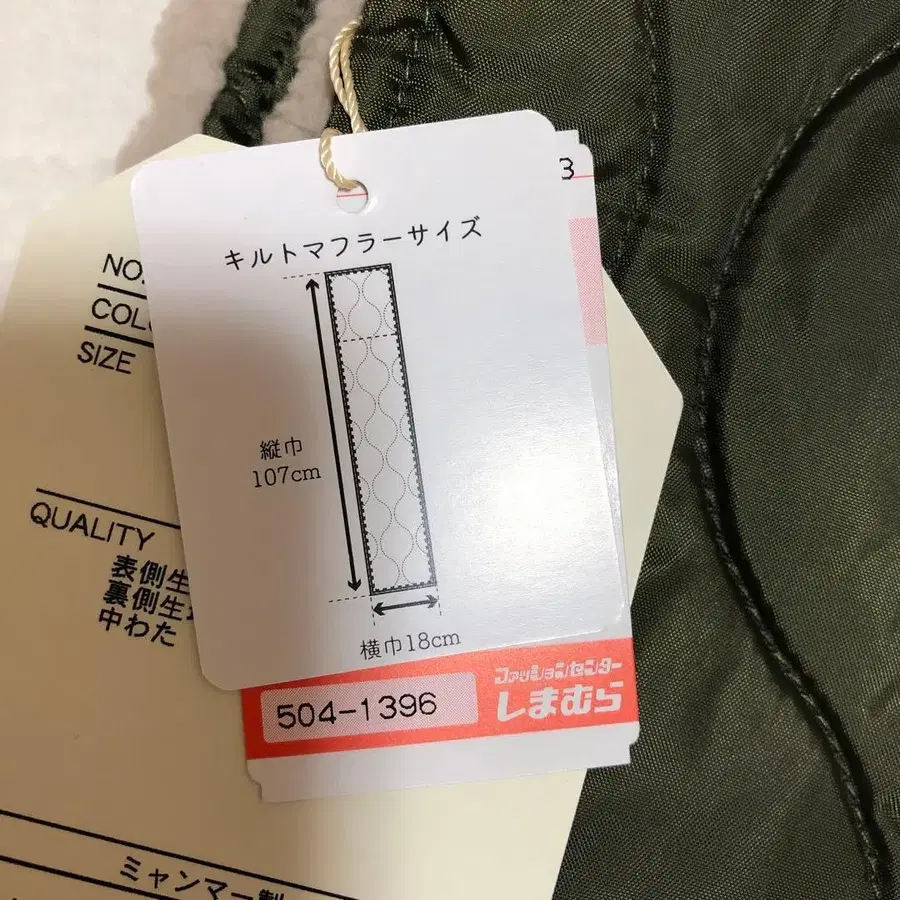 3
キルトマフラーサイズ
縦巾
107cm
横巾18cm
504-1396
ファッションセンター
しまむら
NO.
COL
SIZE
QUALITY
表側生
裏側生
中わた
ミャンマー製